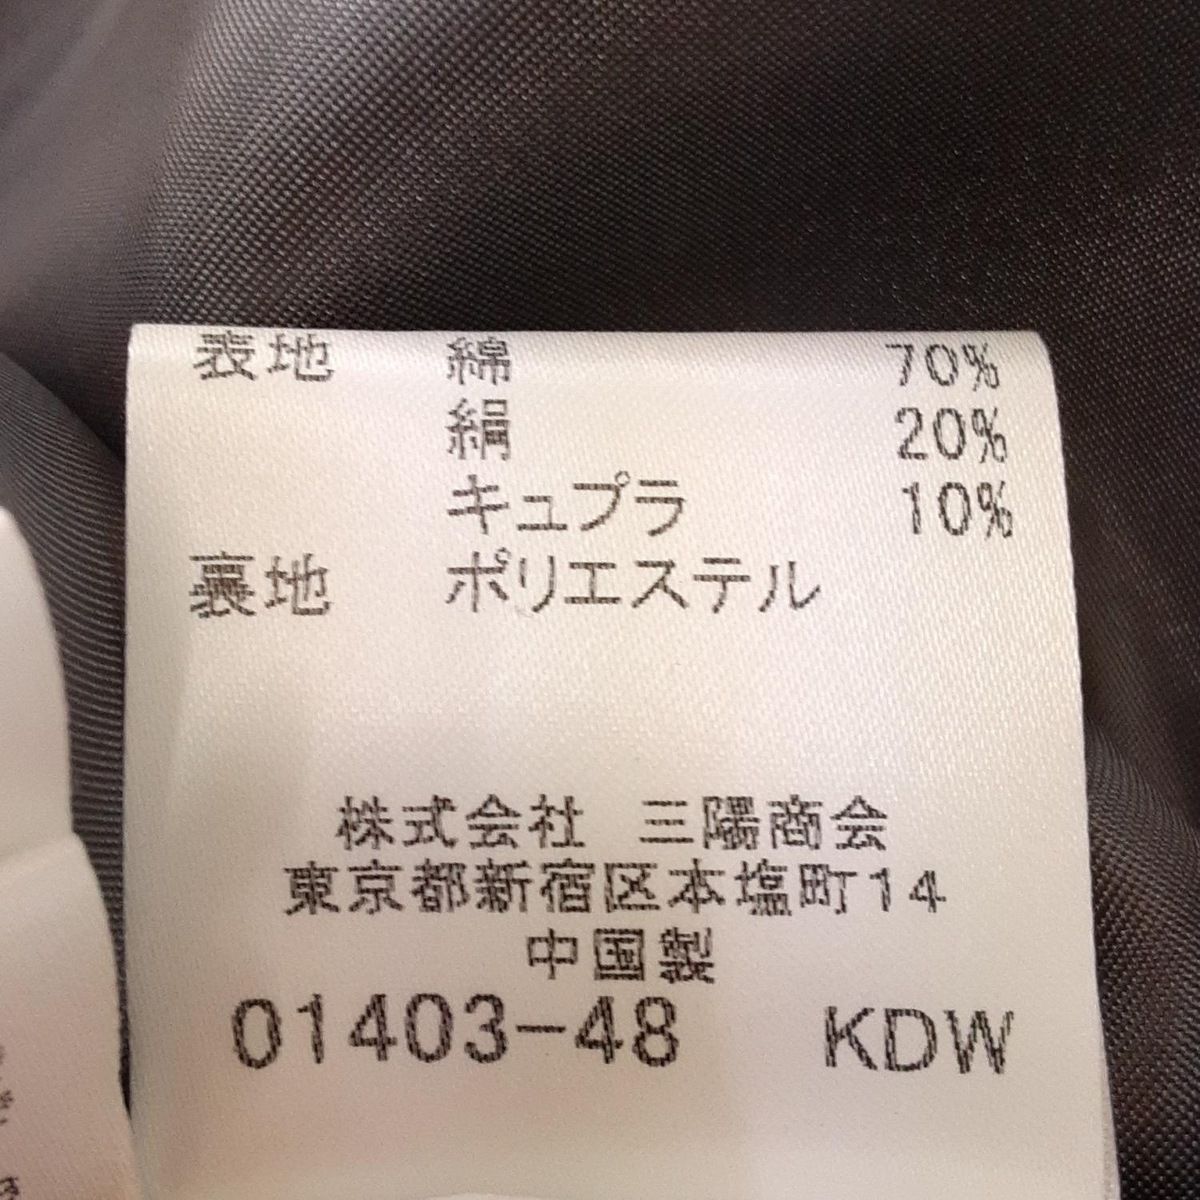 表地 綿 70%
絹 20%
キュプラ 10%
裏地 ポリエステル
株式会社 三陽商会
東京都新宿区本塩町14
中国製
01403-48 KDW